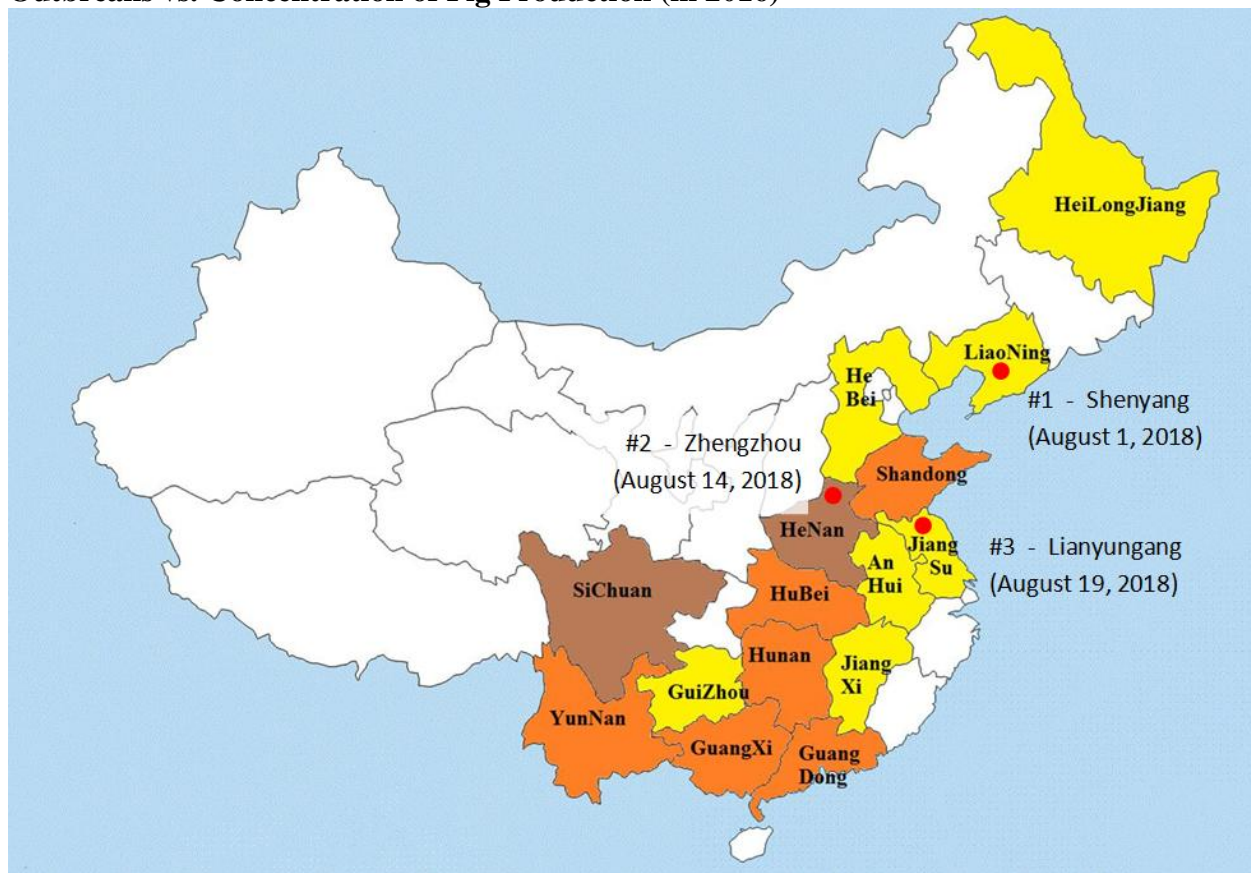 Outbreaks vs. Concentration of Pig Production (in
HeiLongJiang
LiaoNing
He
Bei
#1 - Shenyang
(August 1, 2018)
#2 - Zhengzhou
(August 14, 2018)
Shandong
HeNan
Jiang
Su
An
Hui
#3 - Lianyungang
(August 19, 2018)
SiChuan
HuBei
Hunan
Jiang
Xi
GuiZhou
YunNan
GuangXi
Guang
Dong